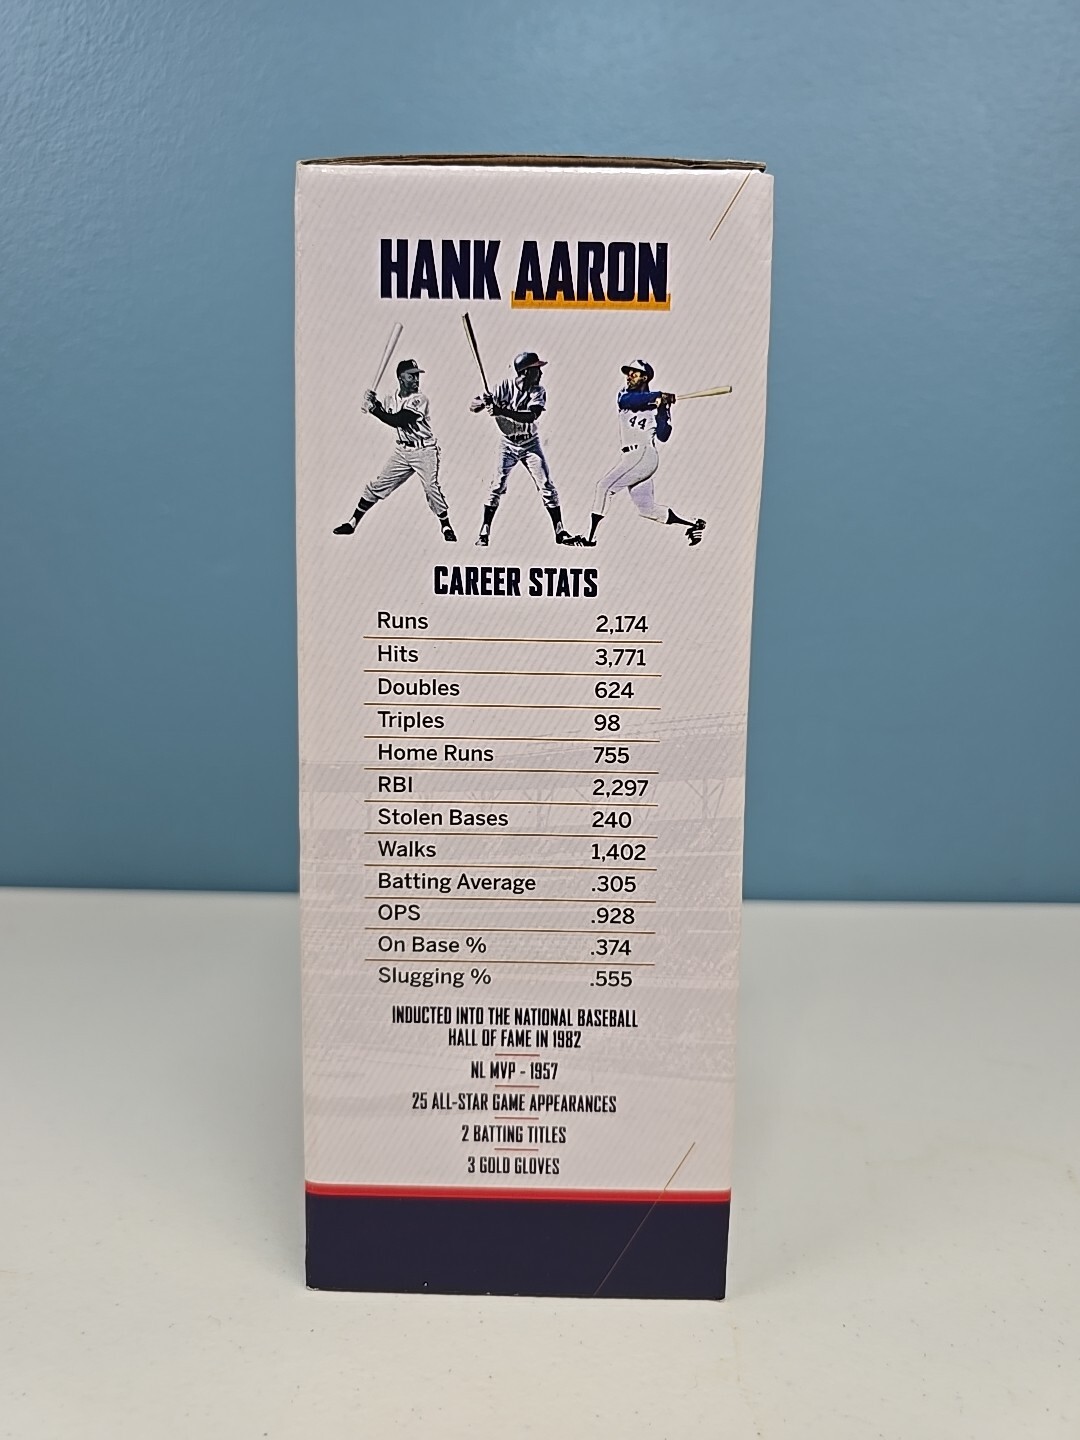 HANK AARON
44
CAREER STATS
Runs 2,174
Hits 3,771
Doubles 624
Triples 98
Home Runs 755
RBI 2,297
Stolen Bases 240
Walks 1,402
Batting Average .305
OPS .928
On Base % .374
Slugging % .555
INDUCTED INTO THE NATIONAL BASEBALL
HALL OF FAME IN 1982
NL MVP - 1957
25 ALL-STAR GAME APPEARANCES
2 BATTING TITLES
3 GOLD GLOVES